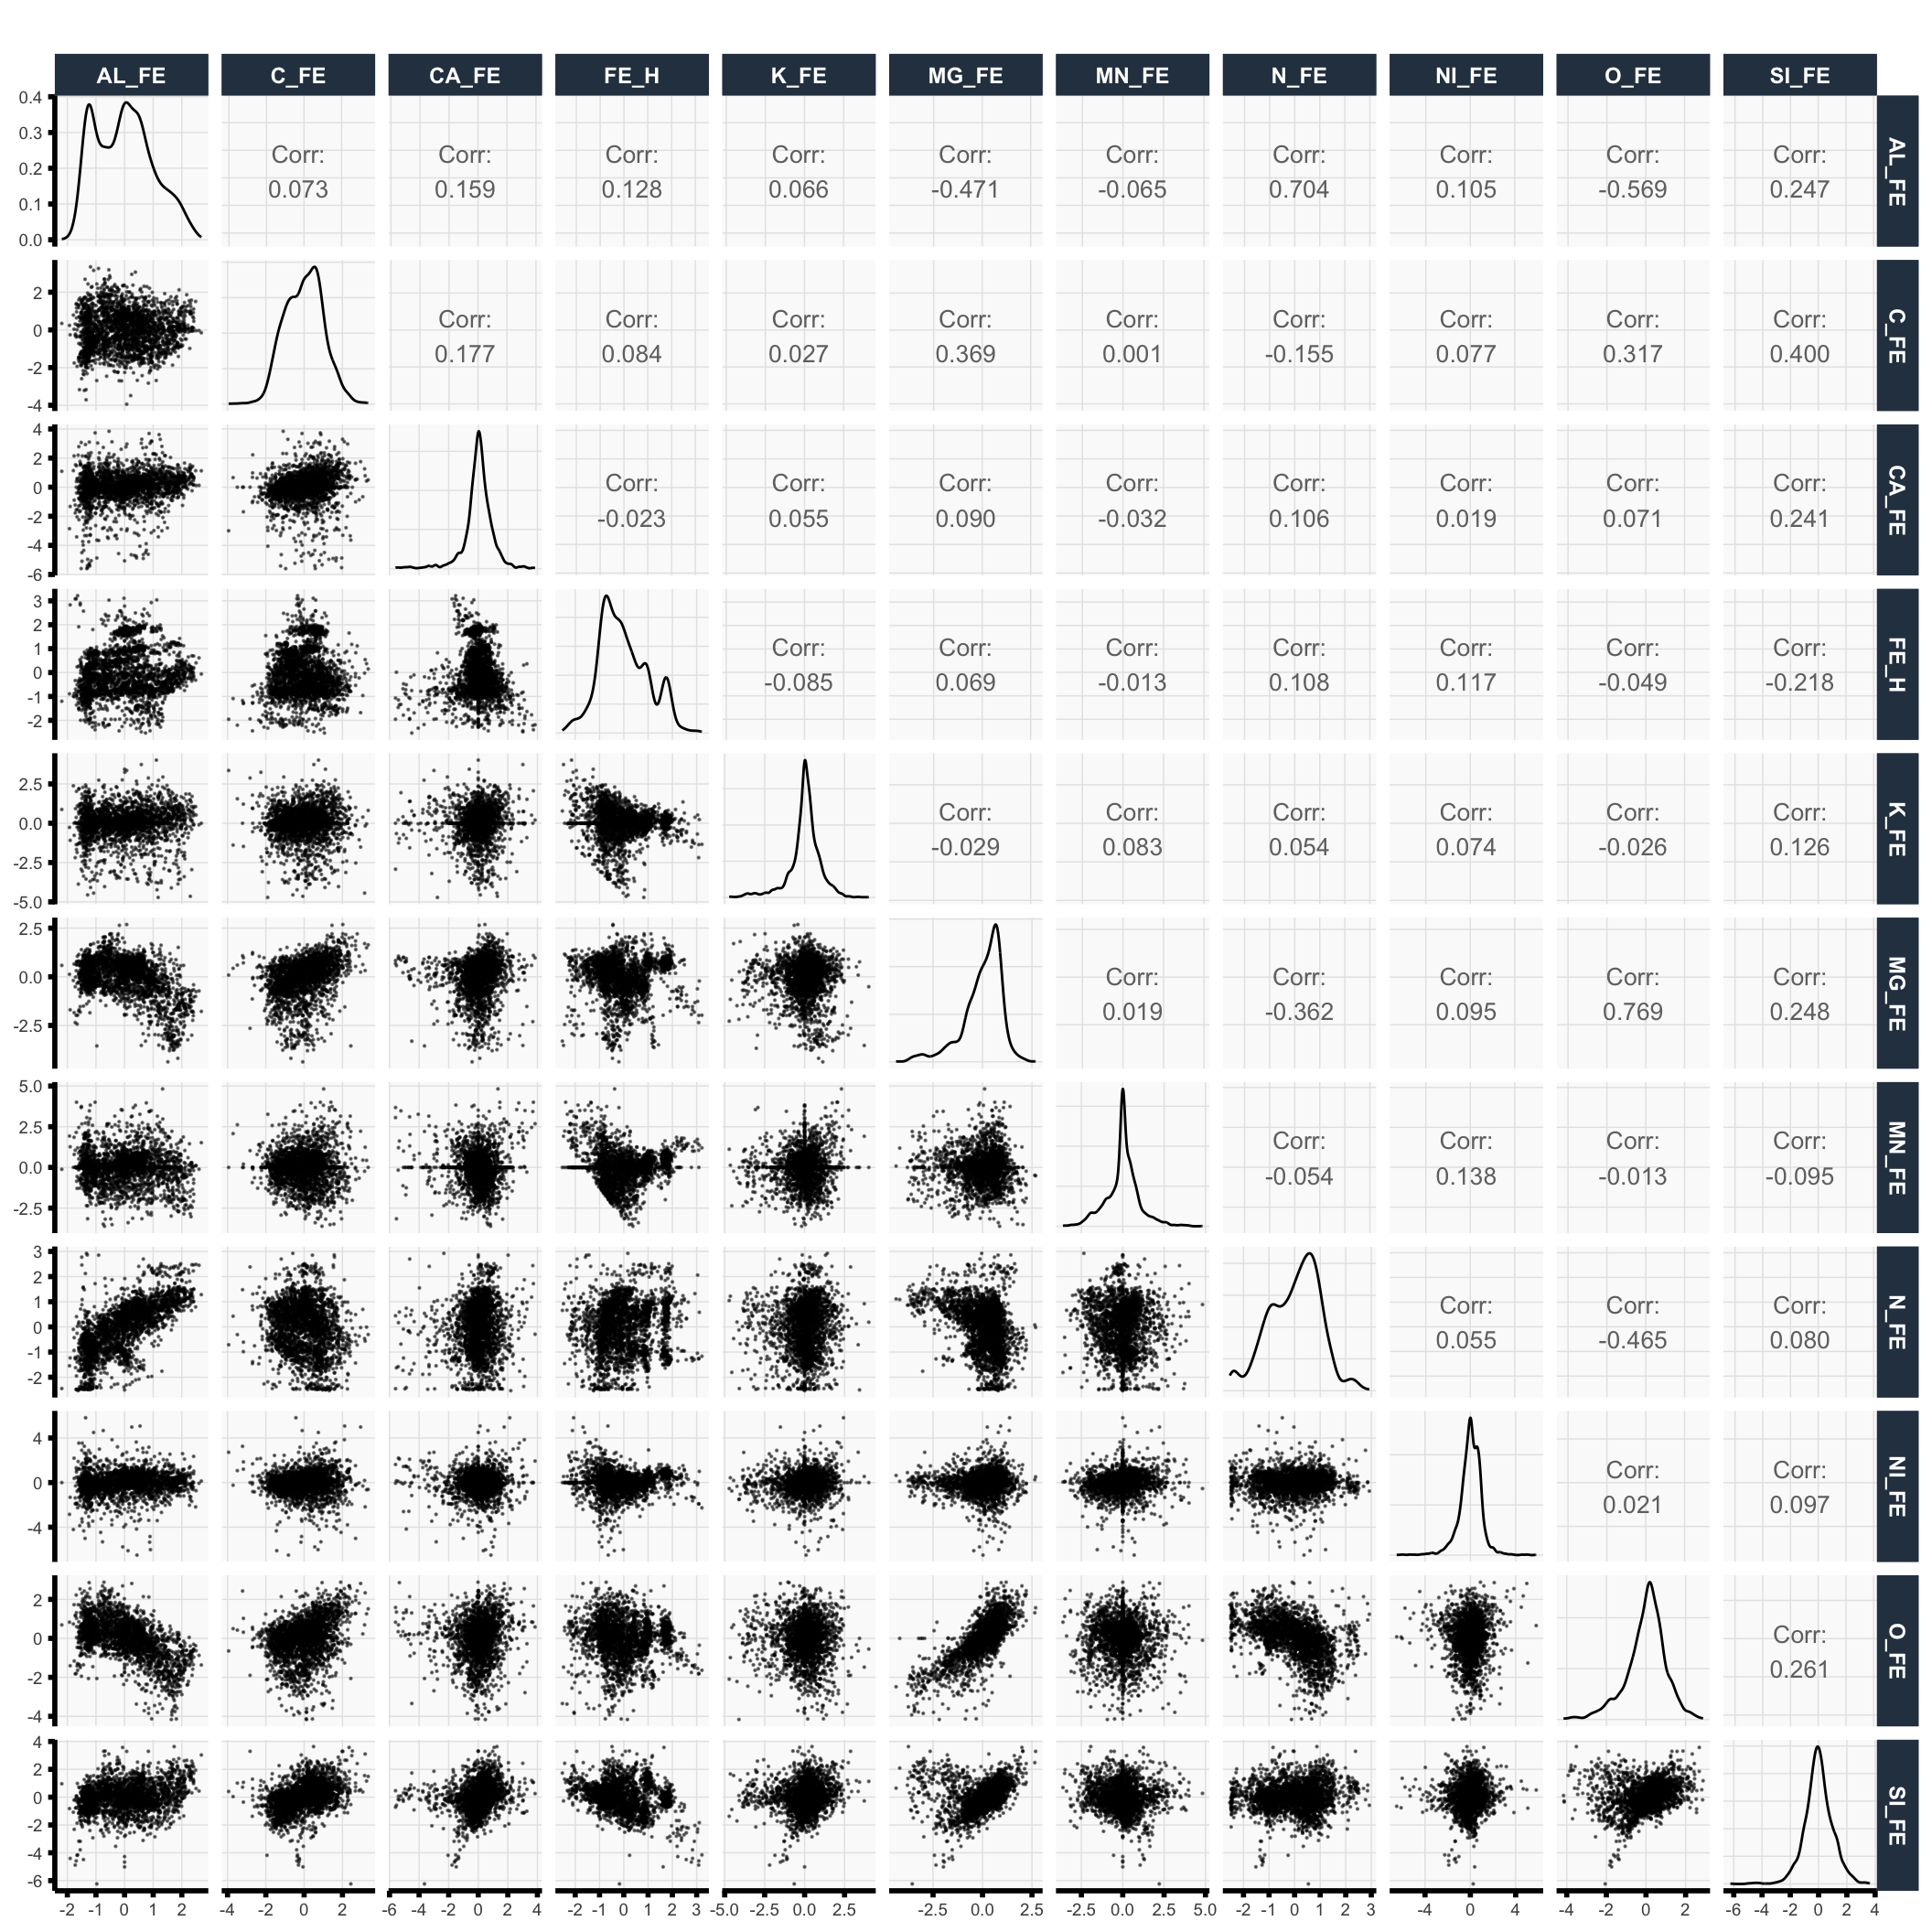 AL_FE C_FE CA_FE FE_H K_FE MG_FE MN_FE N_FE NI_FE O_FE SI_FE
0.4
0.3 Corr: Corr: Corr: Corr: Corr: Corr: Corr: Corr: Corr: Corr:
0.2 0.073 0.159 0.128 0.066 -0.471 -0.065 0.704 0.105 -0.569 0.247 AL_FE
0.1
0.0
2 Corr: Corr: Corr: Corr: Corr: Corr: Corr: Corr: Corr:
0 0.177 0.084 0.027 0.369 0.001 -0.155 0.077 0.317 0.400 C_FE
-2
-4
4
2 Corr: Corr: Corr: Corr: Corr: Corr: Corr: Corr:
0 -0.023 0.055 0.090 -0.032 0.106 0.019 0.071 0.241 CA_FE
-2
-4
-6
3
2
1 Corr: Corr: Corr: Corr: Corr: Corr: Corr:
0 -0.085 0.069 -0.013 0.108 0.117 -0.049 -0.218 FE_H
-1
-2
2.5 Corr: Corr: Corr: Corr: Corr: Corr:
0.0 -0.029 0.083 0.054 0.074 -0.026 0.126 K_FE
-2.5
-5.0
2.5 Corr: Corr: Corr: Corr: Corr:
0.0 0.019 -0.362 0.095 0.769 0.248 MG_FE
-2.5
5.0
2.5 Corr: Corr: Corr: Corr:
0.0 -0.054 0.138 -0.013 -0.095 MN_FE
-2.5
3
2
1 Corr: Corr: Corr:
0 0.055 -0.465 0.080 N_FE
-1
-2
4 Corr: Corr:
0 0.021 0.097 NI_FE
-4
2 Corr:
0 0.261 O_FE
-2
-4
4
2
0 SI_FE
-2
-4
-6
-2 -1 0 1 2 -4 -2 0 2 -6 -4 -2 0 2 4 -2 -1 0 1 2 3 -5.0 -2.5 0.0 2.5 -2.5 0.0 2.5 -2.5 0.0 2.5 5.0 -2 -1 0 1 2 3 -4 0 4 -4 -2 0 2 -6 -4 -2 0 2 4